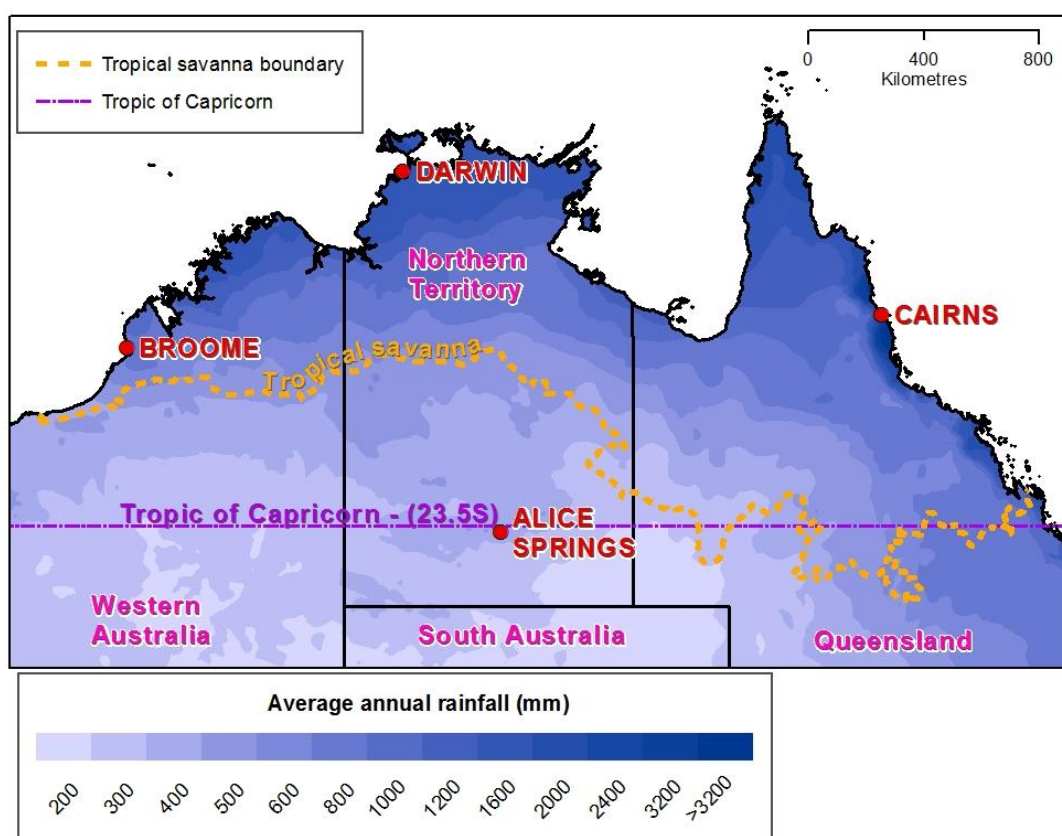 Tropical savanna boundary
Tropic of Capricorn
0 400 800
Kilometres
DARWIN
Northern
Territory
CAIRNS
BROOME
Tropical savanna
Tropic of Capricorn - (23.5S)
ALICE
SPRINGS
Western
Australia
South Australia
Queensland
Average annual rainfall (mm)
200 300 400 500 600 800 1000 1200 1600 2000 2400 3200 >3200